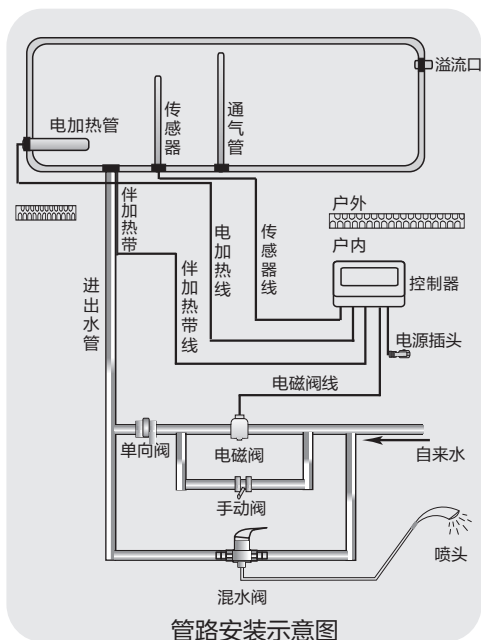 溢流口
电加热管
传感器
通气管
伴加热带
户外
户内
电加热线
传感器线
伴加热带线
进出水管
控制器
电源插头
电磁阀线
单向阀
电磁阀
自来水
手动阀
喷头
混水阀
管路安装示意图